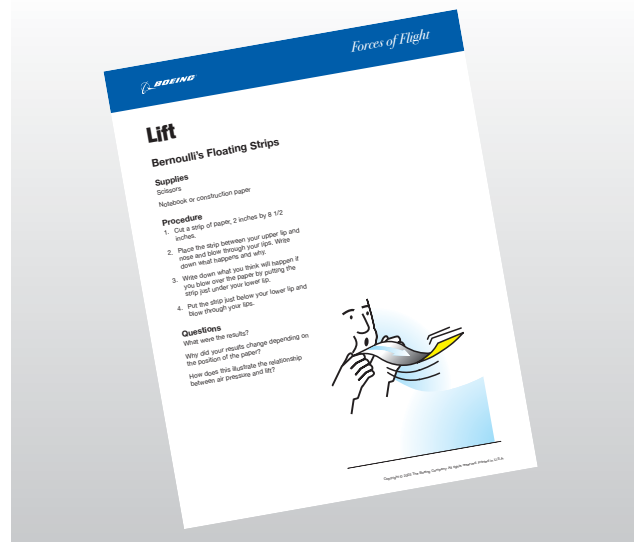 BOEING
Forces of Flight
Lift
Bernoulli's Floating Strips
Supplies
Scissors
Notebook or construction paper
Procedure
1. Cut a strip of paper, 2 inches by 8 1/2
inches.
2. Place the strip between your upper lip and
nose and blow through your lips. Write
down what happens and why.
3. Write down what you think will happen if
you blow over the paper by putting the
strip just under your lower lip.
4. Put the strip just below your lower lip and
blow through your lips.
Questions
What were the results?
Why did your results change depending on
the position of the paper?
How does this illustrate the relationship
between air pressure and lift?